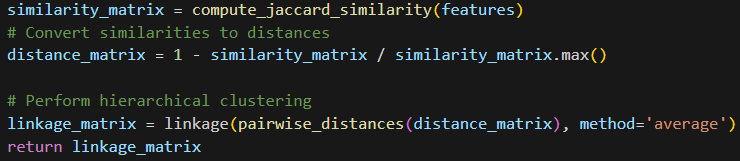 similarity_matrix = compute_jaccard_similarity(features)
# Convert similarities to distances
distance_matrix = 1 - similarity_matrix / similarity_matrix.max()
# Perform hierarchical clustering
linkage_matrix = linkage(pairwise_distances(distance_matrix), method='average')
return linkage_matrix